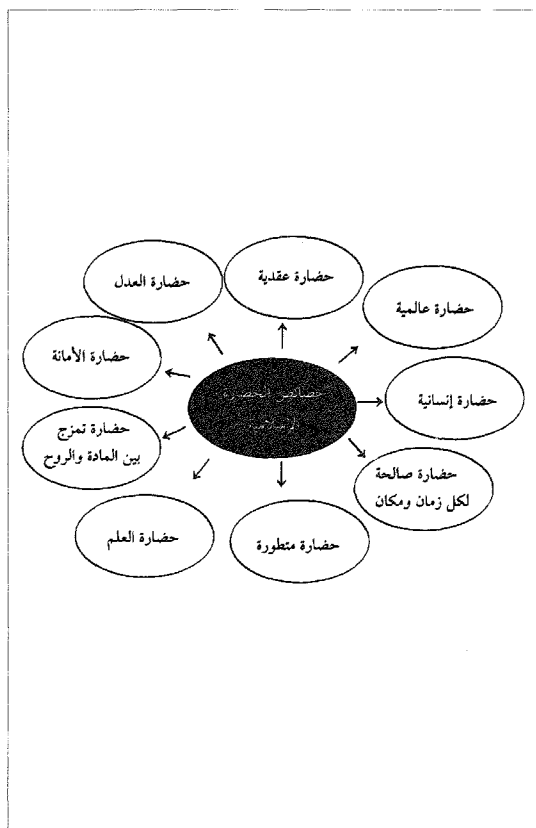 حضارة عقدية
حضارة العدل
حضارة عالمية
حضارة الأمانة
خصائص الحضارة
الإسلامية
حضارة إنسانية
حضارة تمزج
بين المادة والروح
حضارة صالحة
لكل زمان ومكان
حضارة العلم
حضارة متطورة